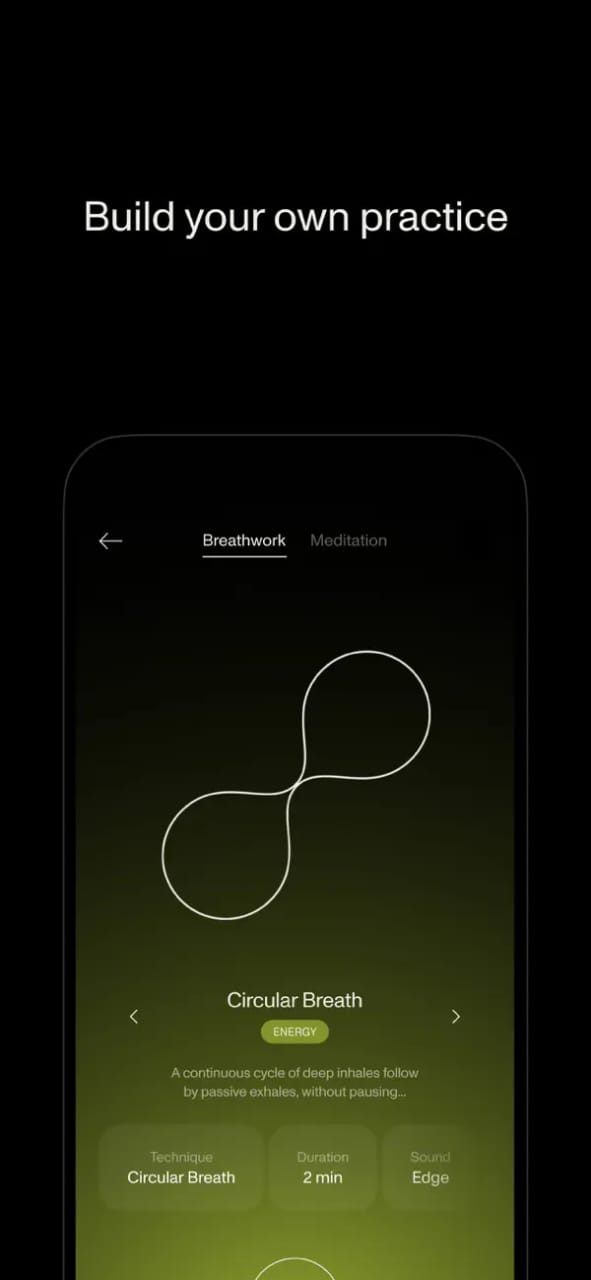 Build your own practice
Breathwork Meditation
Circular Breath
ENERGY
A continuous cycle of deep inhales follow
by passive exhales, without pausing...
Technique Duration Sound
Circular Breath 2 min Edge